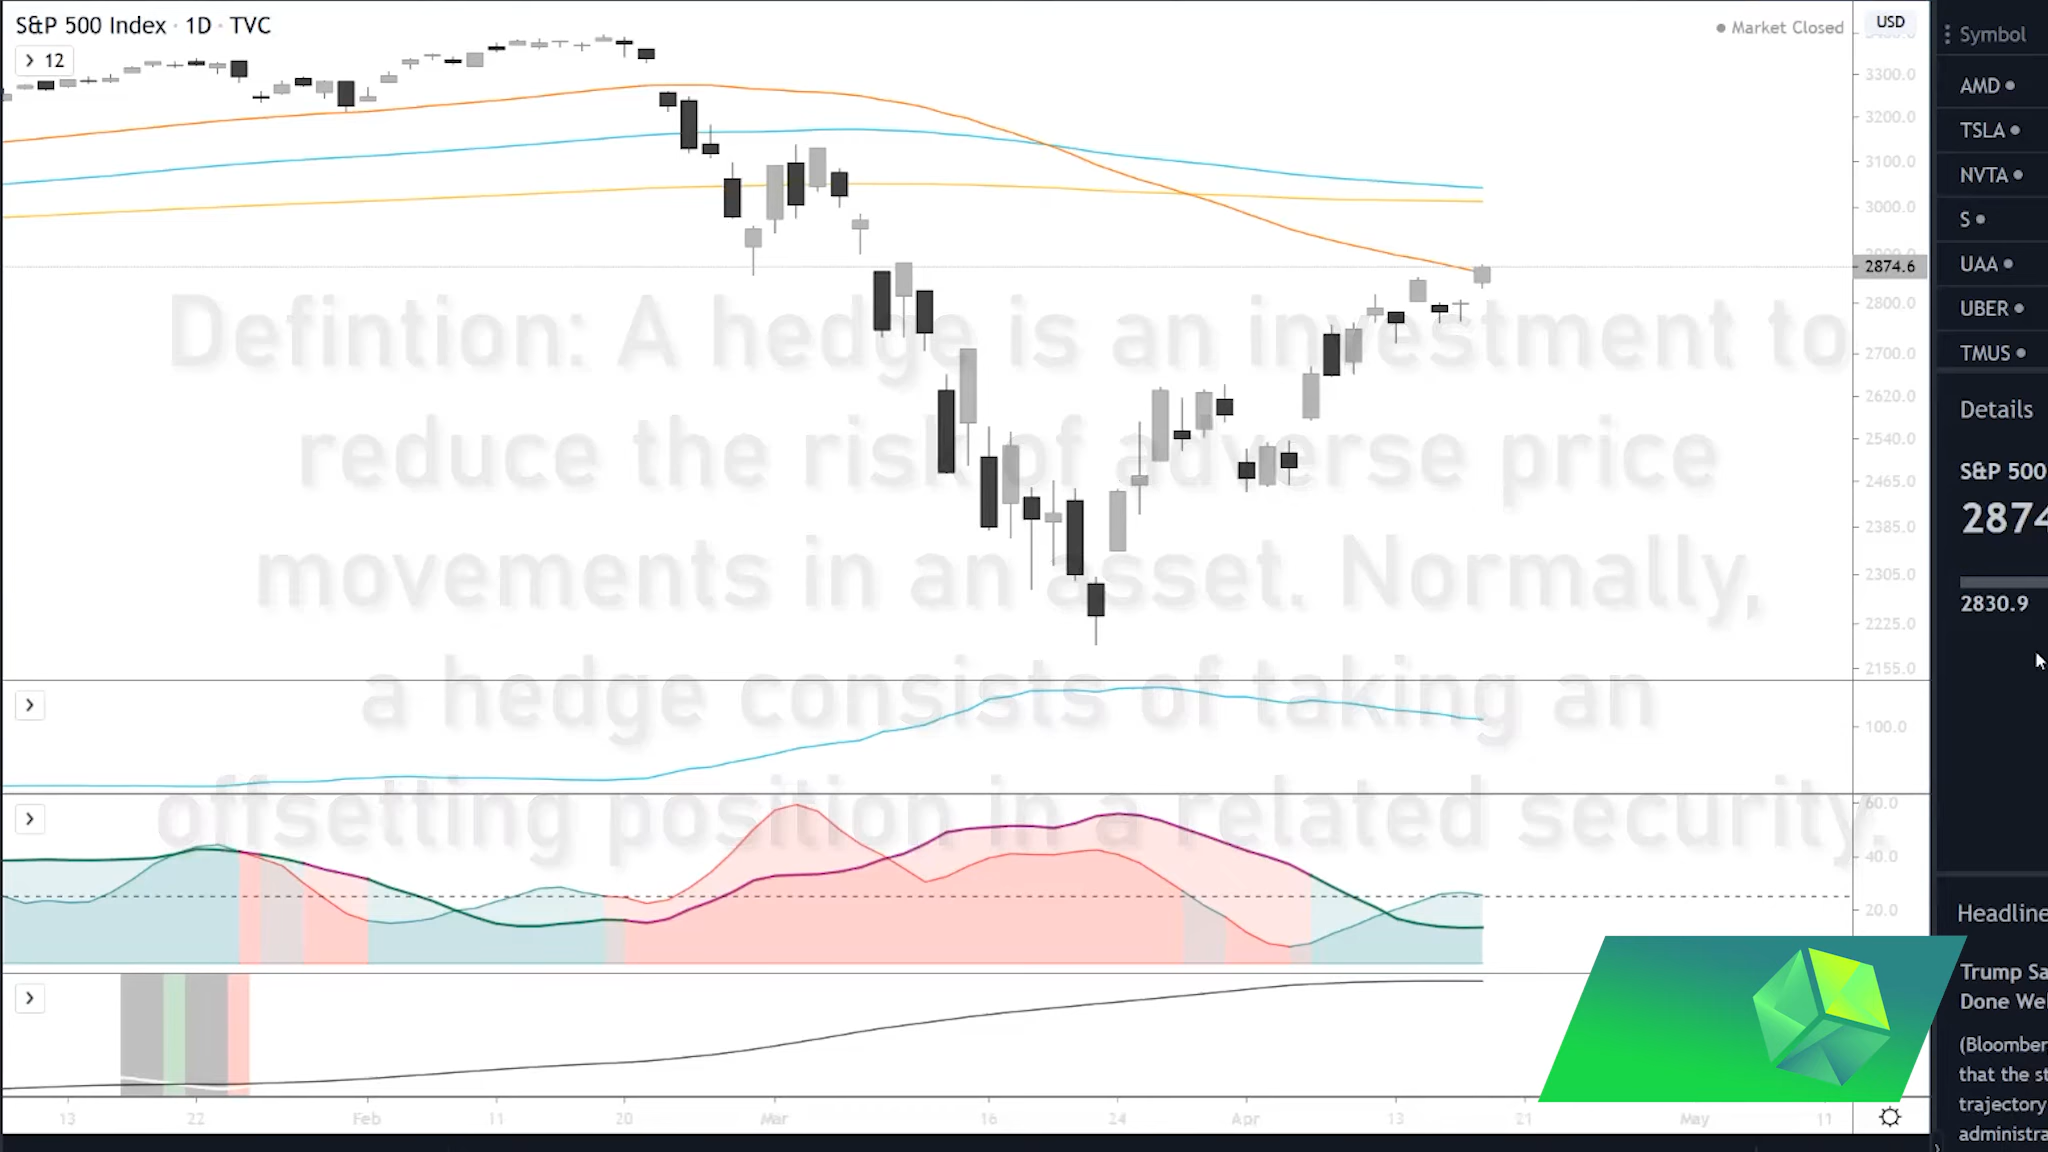 S&P 500 Index · 1D · TVC
Market Closed
USD
12
Defintion: A hedge is an investment to
reduce the risk of adverse price
movements in an asset. Normally,
a hedge consists of taking an
offsetting position in a related security.
3300.0
3200.0
3100.0
3000.0
2874.6
2800.0
2700.0
2620.0
2540.0
2465.0
2385.0
2305.0
2225.0
2155.0
100.0
60.0
40.0
20.0
13 22 Feb 11 20 Mar 16 24 Apr 13 21 May 11
Symbol
AMD
TSLA
NVTA
S
UAA
UBER
TMUS
Details
S&P 500
2874
2830.9
Headline
Trump Sa
Done We
(Bloomber
that the st
trajectory
administra